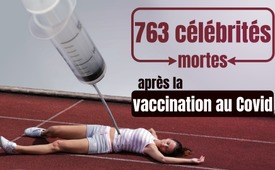 763 célébrités
mortes
après la
vaccination au Covid